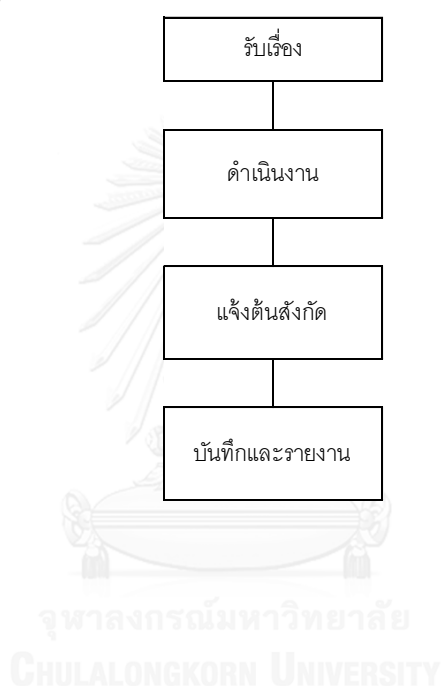 รับเรื่อง
ดำเนินงาน
แจ้งต้นสังกัด
บันทึกและรายงาน
จุฬาลงกรณ์มหาวิทยาลัย
CHULALONGKORN UNIVERSITY